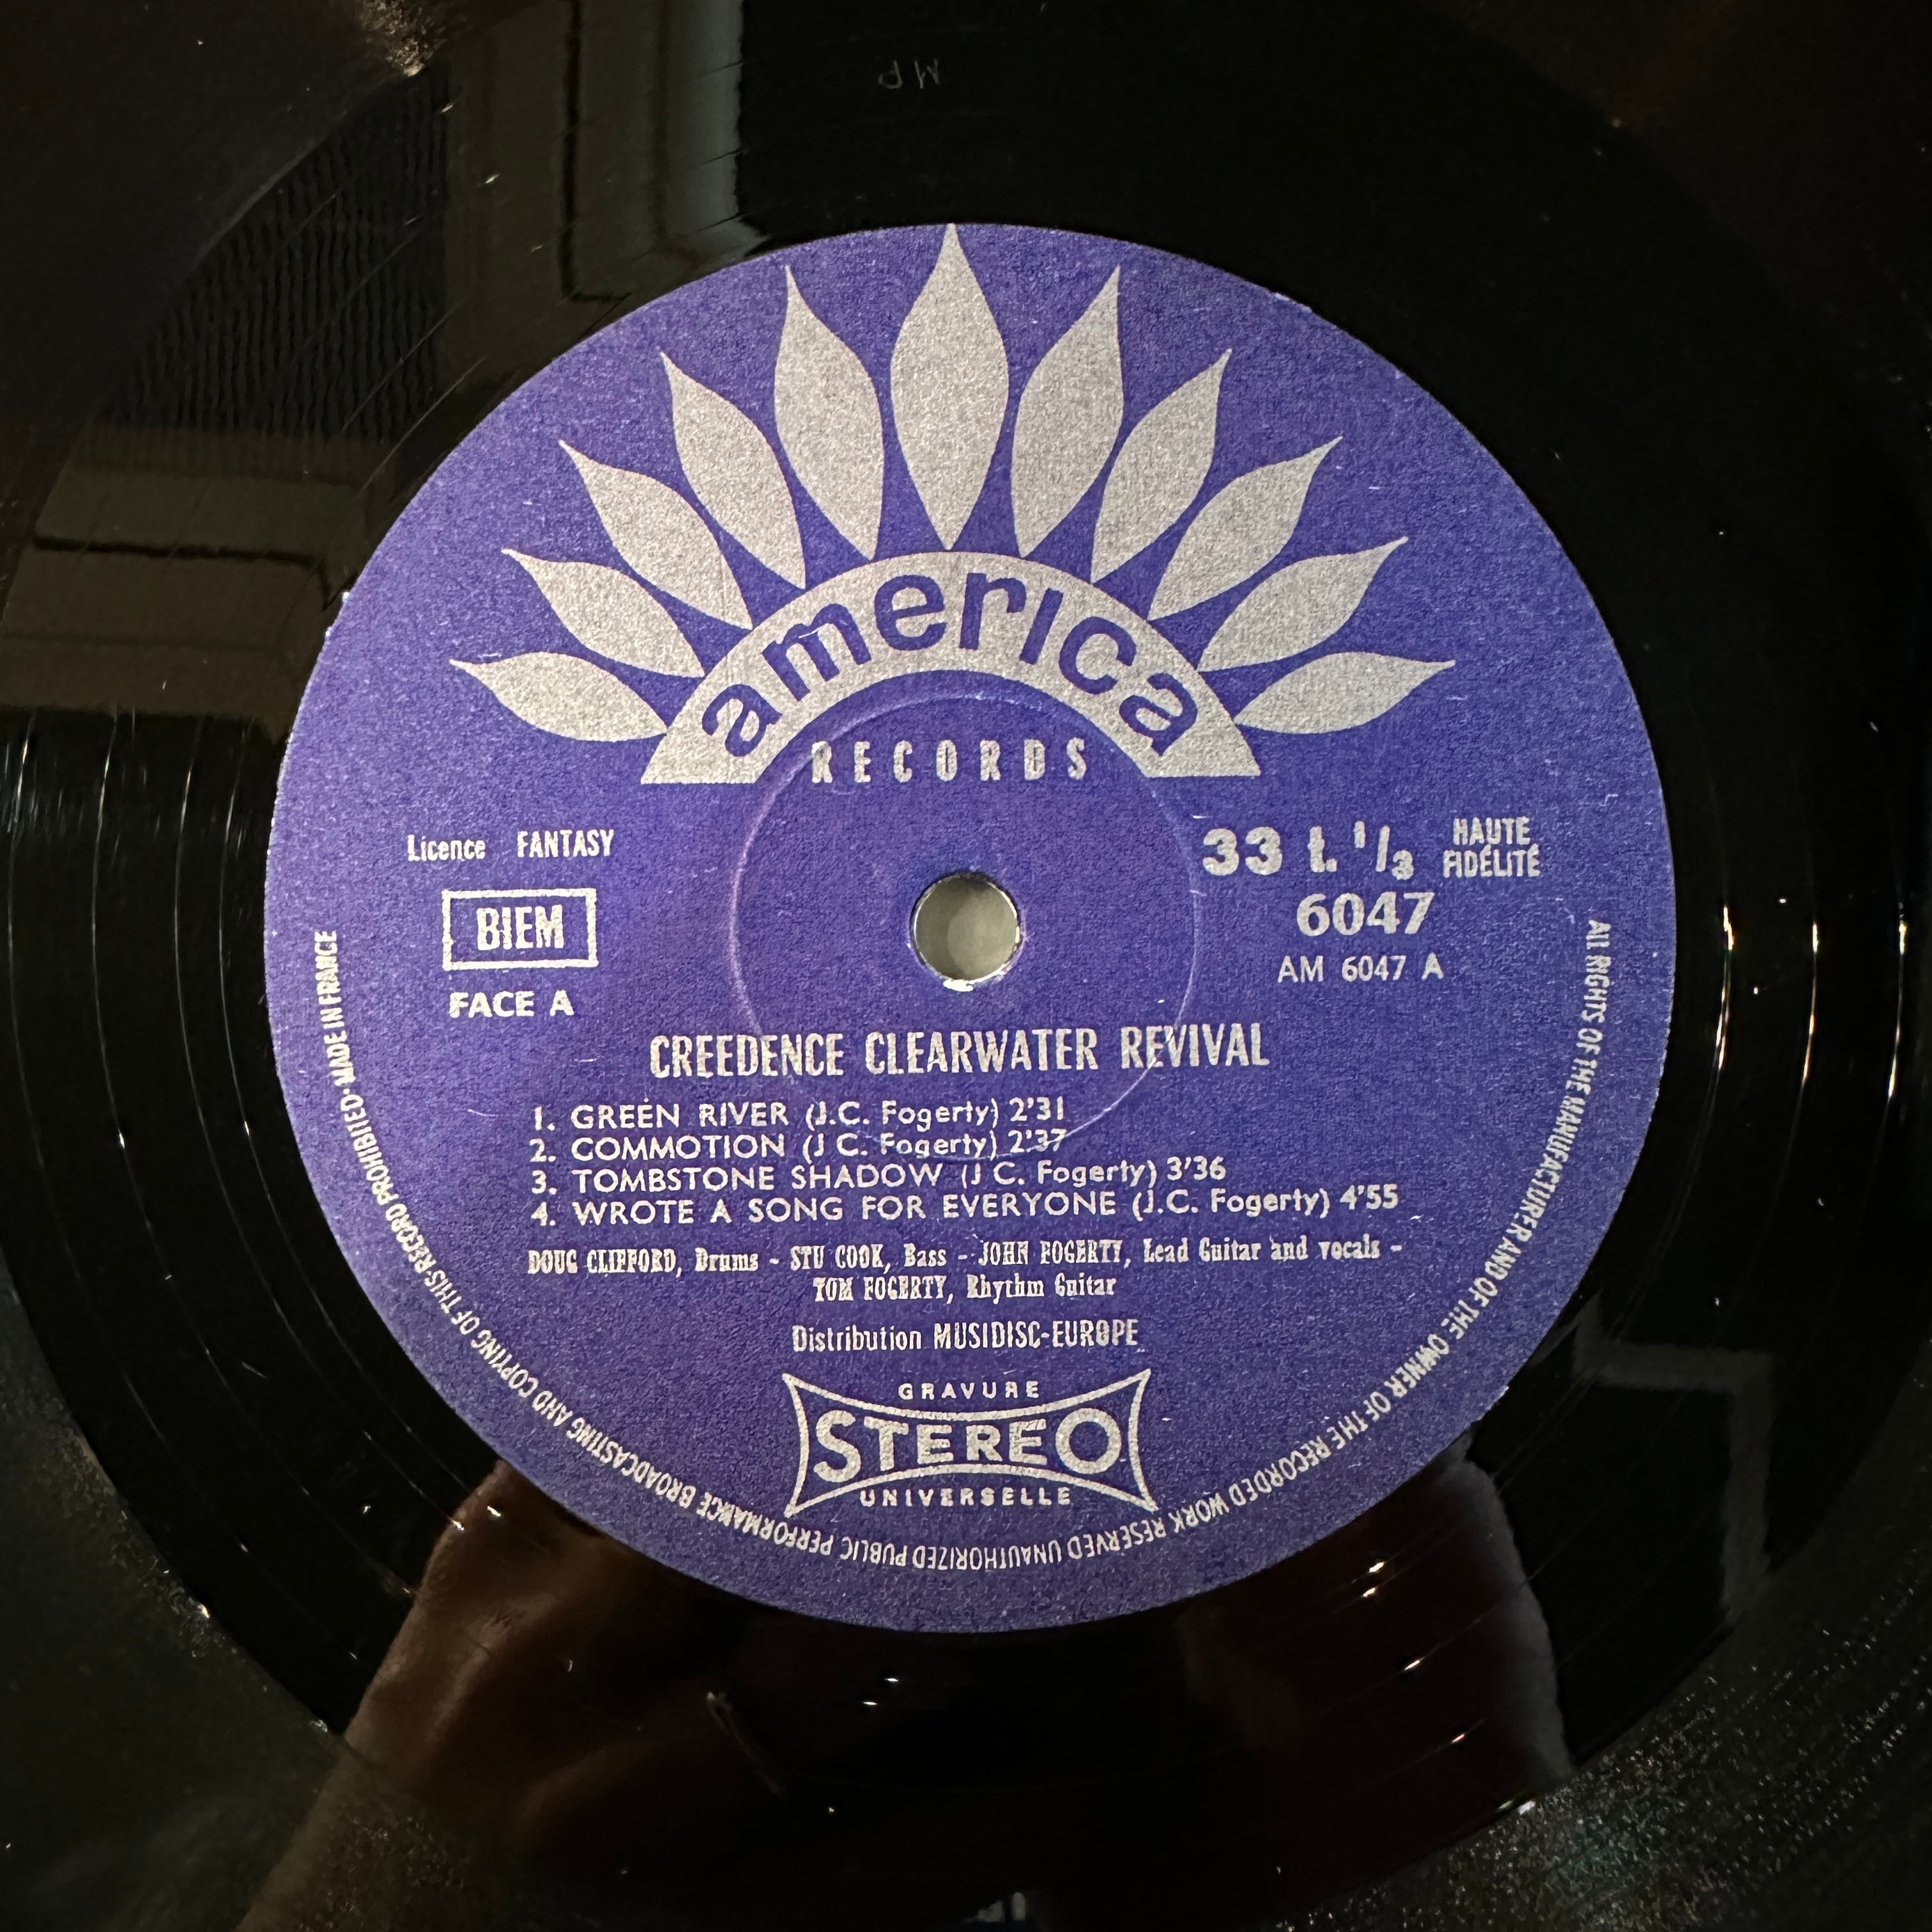 MP
america
RECORDS
Licence FANTASY
BIEM
FACE A
33 t. 1/3
HAUTE
FIDÉLITÉ
6047
AM 6047 A
CREEDENCE CLEARWATER REVIVAL
1. GREEN RIVER (J.C. Fogerty) 2'31
2. COMMOTION (J C. Fogerty) 2'37
3. TOMBSTONE SHADOW (J C. Fogerty) 3'36
4. WROTE A SONG FOR EVERYONE (J.C. Fogerty) 4'55
DOUG CLIFFORD, Drums - STU COOK, Bass - JOHN FOGERTY, Lead Guitar and vocals -
TOM FOGERTY, Rhythm Guitar
Distribution MUSIDISC-EUROPE
GRAVURE
STEREO
UNIVERSELLE
ALL RIGHTS OF THE MANUFACTURER AND OF THE OWNER OF THE RECORDED WORK RESERVED UNAUTHORIZED PUBLIC PERFORMANCE BROADCASTING AND COPYING OF THIS RECORD PROHIBITED · MADE IN FRANCE